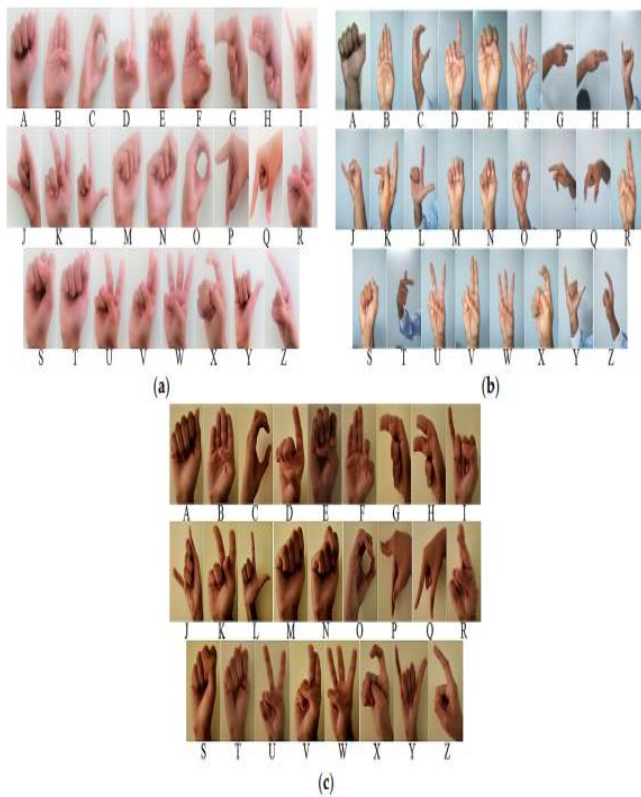 A B C D E F G H I
J K L M N O P Q R
S T U V W X Y Z
(a)
A B C D E F G H I
J K L M N O P Q R
S T U V W X Y Z
(b)
A B C D E F G H I
J K L M N O P Q R
S T U V W X Y Z
(c)